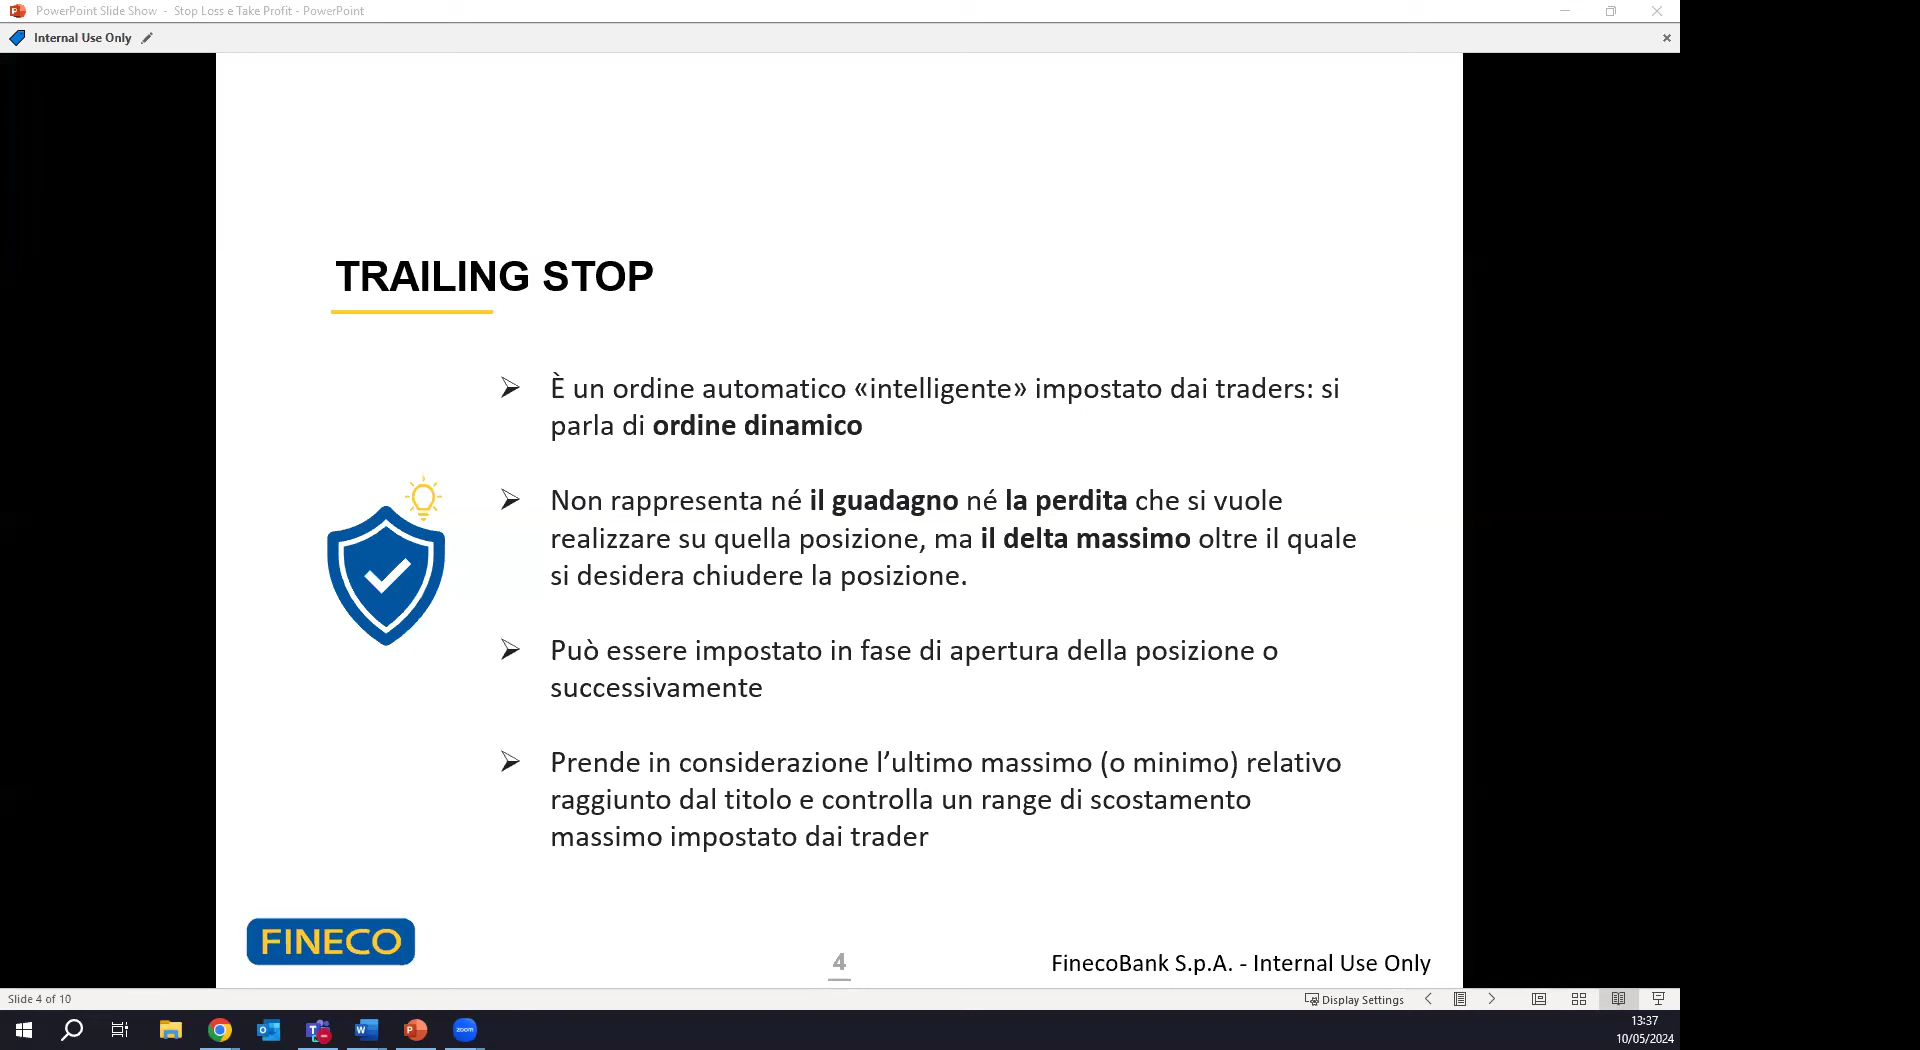 PowerPoint Slide Show - Stop Loss e Take Profit - PowerPoint
Internal Use Only
TRAILING STOP
È un ordine automatico «intelligente» impostato dai traders: si
parla di ordine dinamico
Non rappresenta né il guadagno né la perdita che si vuole
realizzare su quella posizione, ma il delta massimo oltre il quale
si desidera chiudere la posizione.
Può essere impostato in fase di apertura della posizione o
successivamente
Prende in considerazione l’ultimo massimo (o minimo) relativo
raggiunto dal titolo e controlla un range di scostamento
massimo impostato dai trader
FINECO
4
FinecoBank S.p.A. - Internal Use Only
Slide 4 of 10
Display Settings
zoom
13:37
10/05/2024